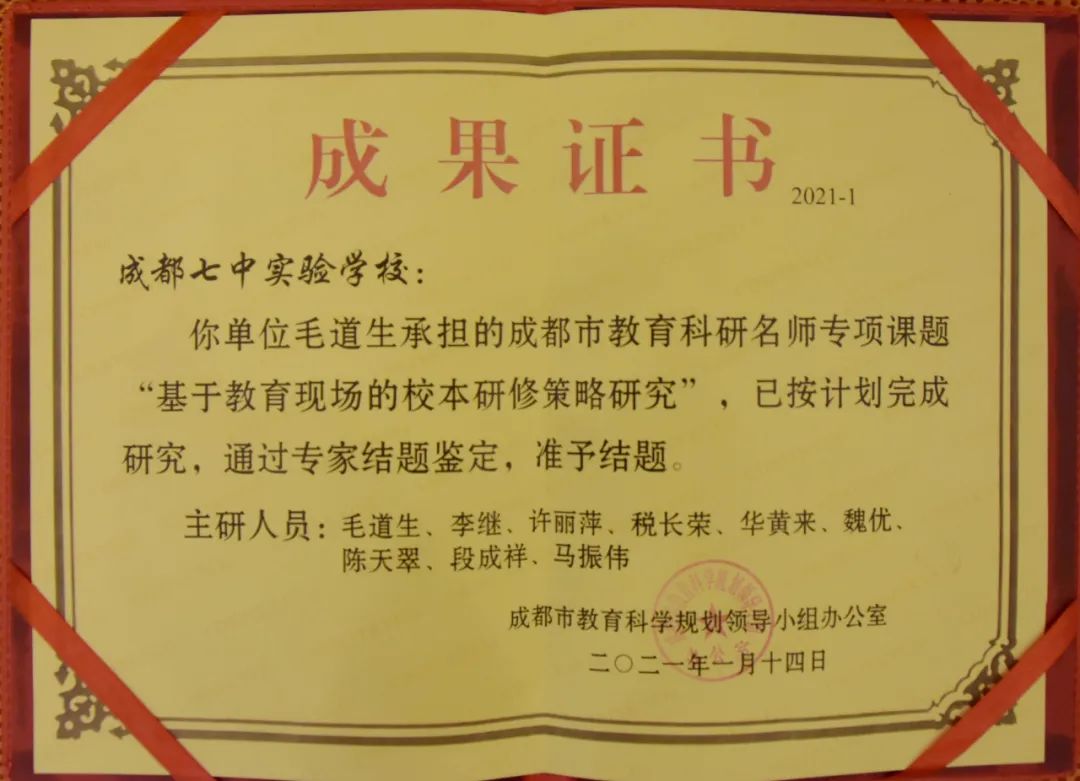 成果证书
2021-1
成都七中实验学校：
你单位毛道生承担的成都市教育科研名师专项课题
“基于教育现场的校本研修策略研究”，已按计划完成
研究，通过专家结题鉴定，准予结题。
主研人员：毛道生、李继、许丽萍、税长荣、华黄来、魏优、
陈天翠、段成祥、马振伟
成都市教育科学规划领导小组办公室
二〇二一年一月十四日
办公室